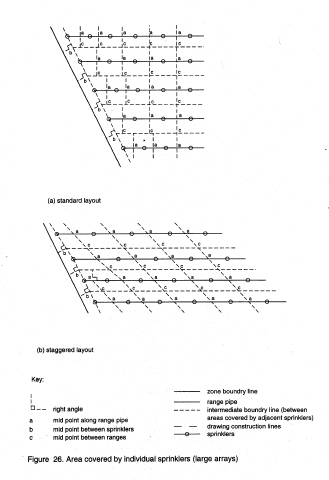 a a a a
c c c c
b
a a a a
c c c c
b
a a a a
c c c c
b
a a a
c c c
b
a a a
(a) standard layout
a a a a
c c c c
b
a a a a
c c c c
b
a a a a
c c c c
b
a a a a
(b) staggered layout
Key:
right angle
a mid point along range pipe
b mid point between sprinklers
c mid point between ranges
zone boundry line
range pipe
intermediate boundry line (between
areas covered by adjacent sprinklers)
drawing construction lines
sprinklers
Figure 26. Area covered by individual sprinklers (large arrays)